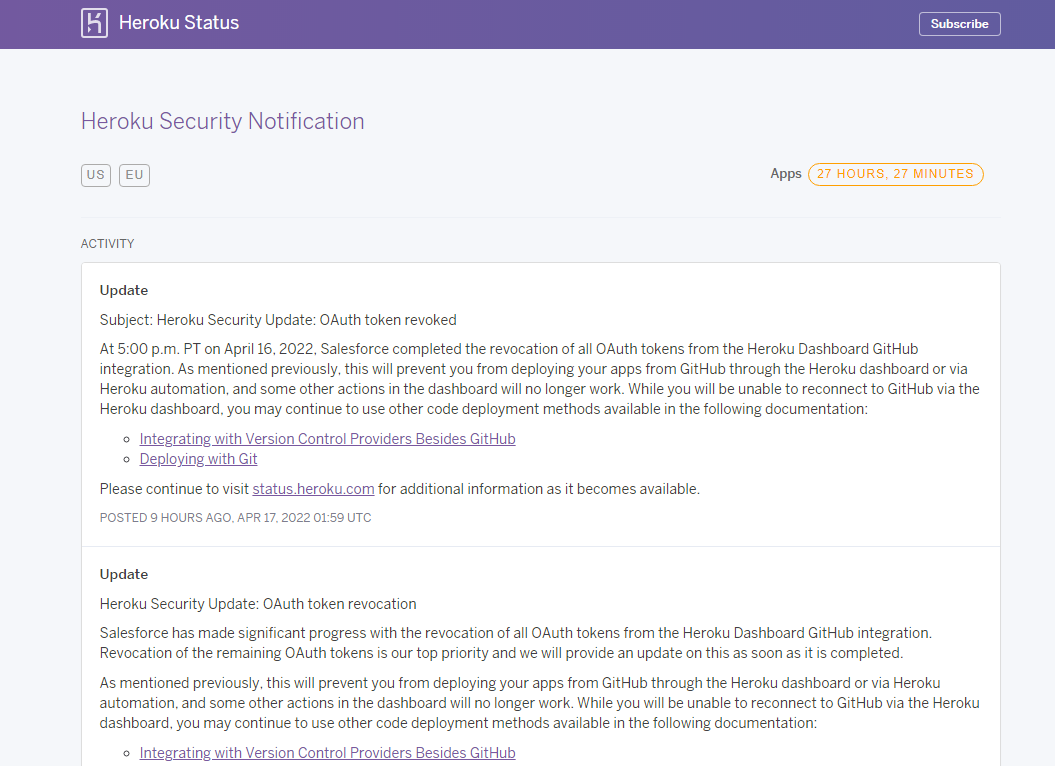 Heroku Status
Subscribe
Heroku Security Notification
US EU
Apps 27 HOURS, 27 MINUTES
ACTIVITY
Update
Subject: Heroku Security Update: OAuth token revoked
At 5:00 p.m. PT on April 16, 2022, Salesforce completed the revocation of all OAuth tokens from the Heroku Dashboard GitHub
integration. As mentioned previously, this will prevent you from deploying your apps from GitHub through the Heroku dashboard or via
Heroku automation, and some other actions in the dashboard will no longer work. While you will be unable to reconnect to GitHub via the
Heroku dashboard, you may continue to use other code deployment methods available in the following documentation:
Integrating with Version Control Providers Besides GitHub
Deploying with Git
Please continue to visit status.heroku.com for additional information as it becomes available.
POSTED 9 HOURS AGO, APR 17, 2022 01:59 UTC
Update
Heroku Security Update: OAuth token revocation
Salesforce has made significant progress with the revocation of all OAuth tokens from the Heroku Dashboard GitHub integration.
Revocation of the remaining OAuth tokens is our top priority and we will provide an update on this as soon as it is completed.
As mentioned previously, this will prevent you from deploying your apps from GitHub through the Heroku dashboard or via Heroku
automation, and some other actions in the dashboard will no longer work. While you will be unable to reconnect to GitHub via the Heroku
dashboard, you may continue to use other code deployment methods available in the following documentation:
Integrating with Version Control Providers Besides GitHub